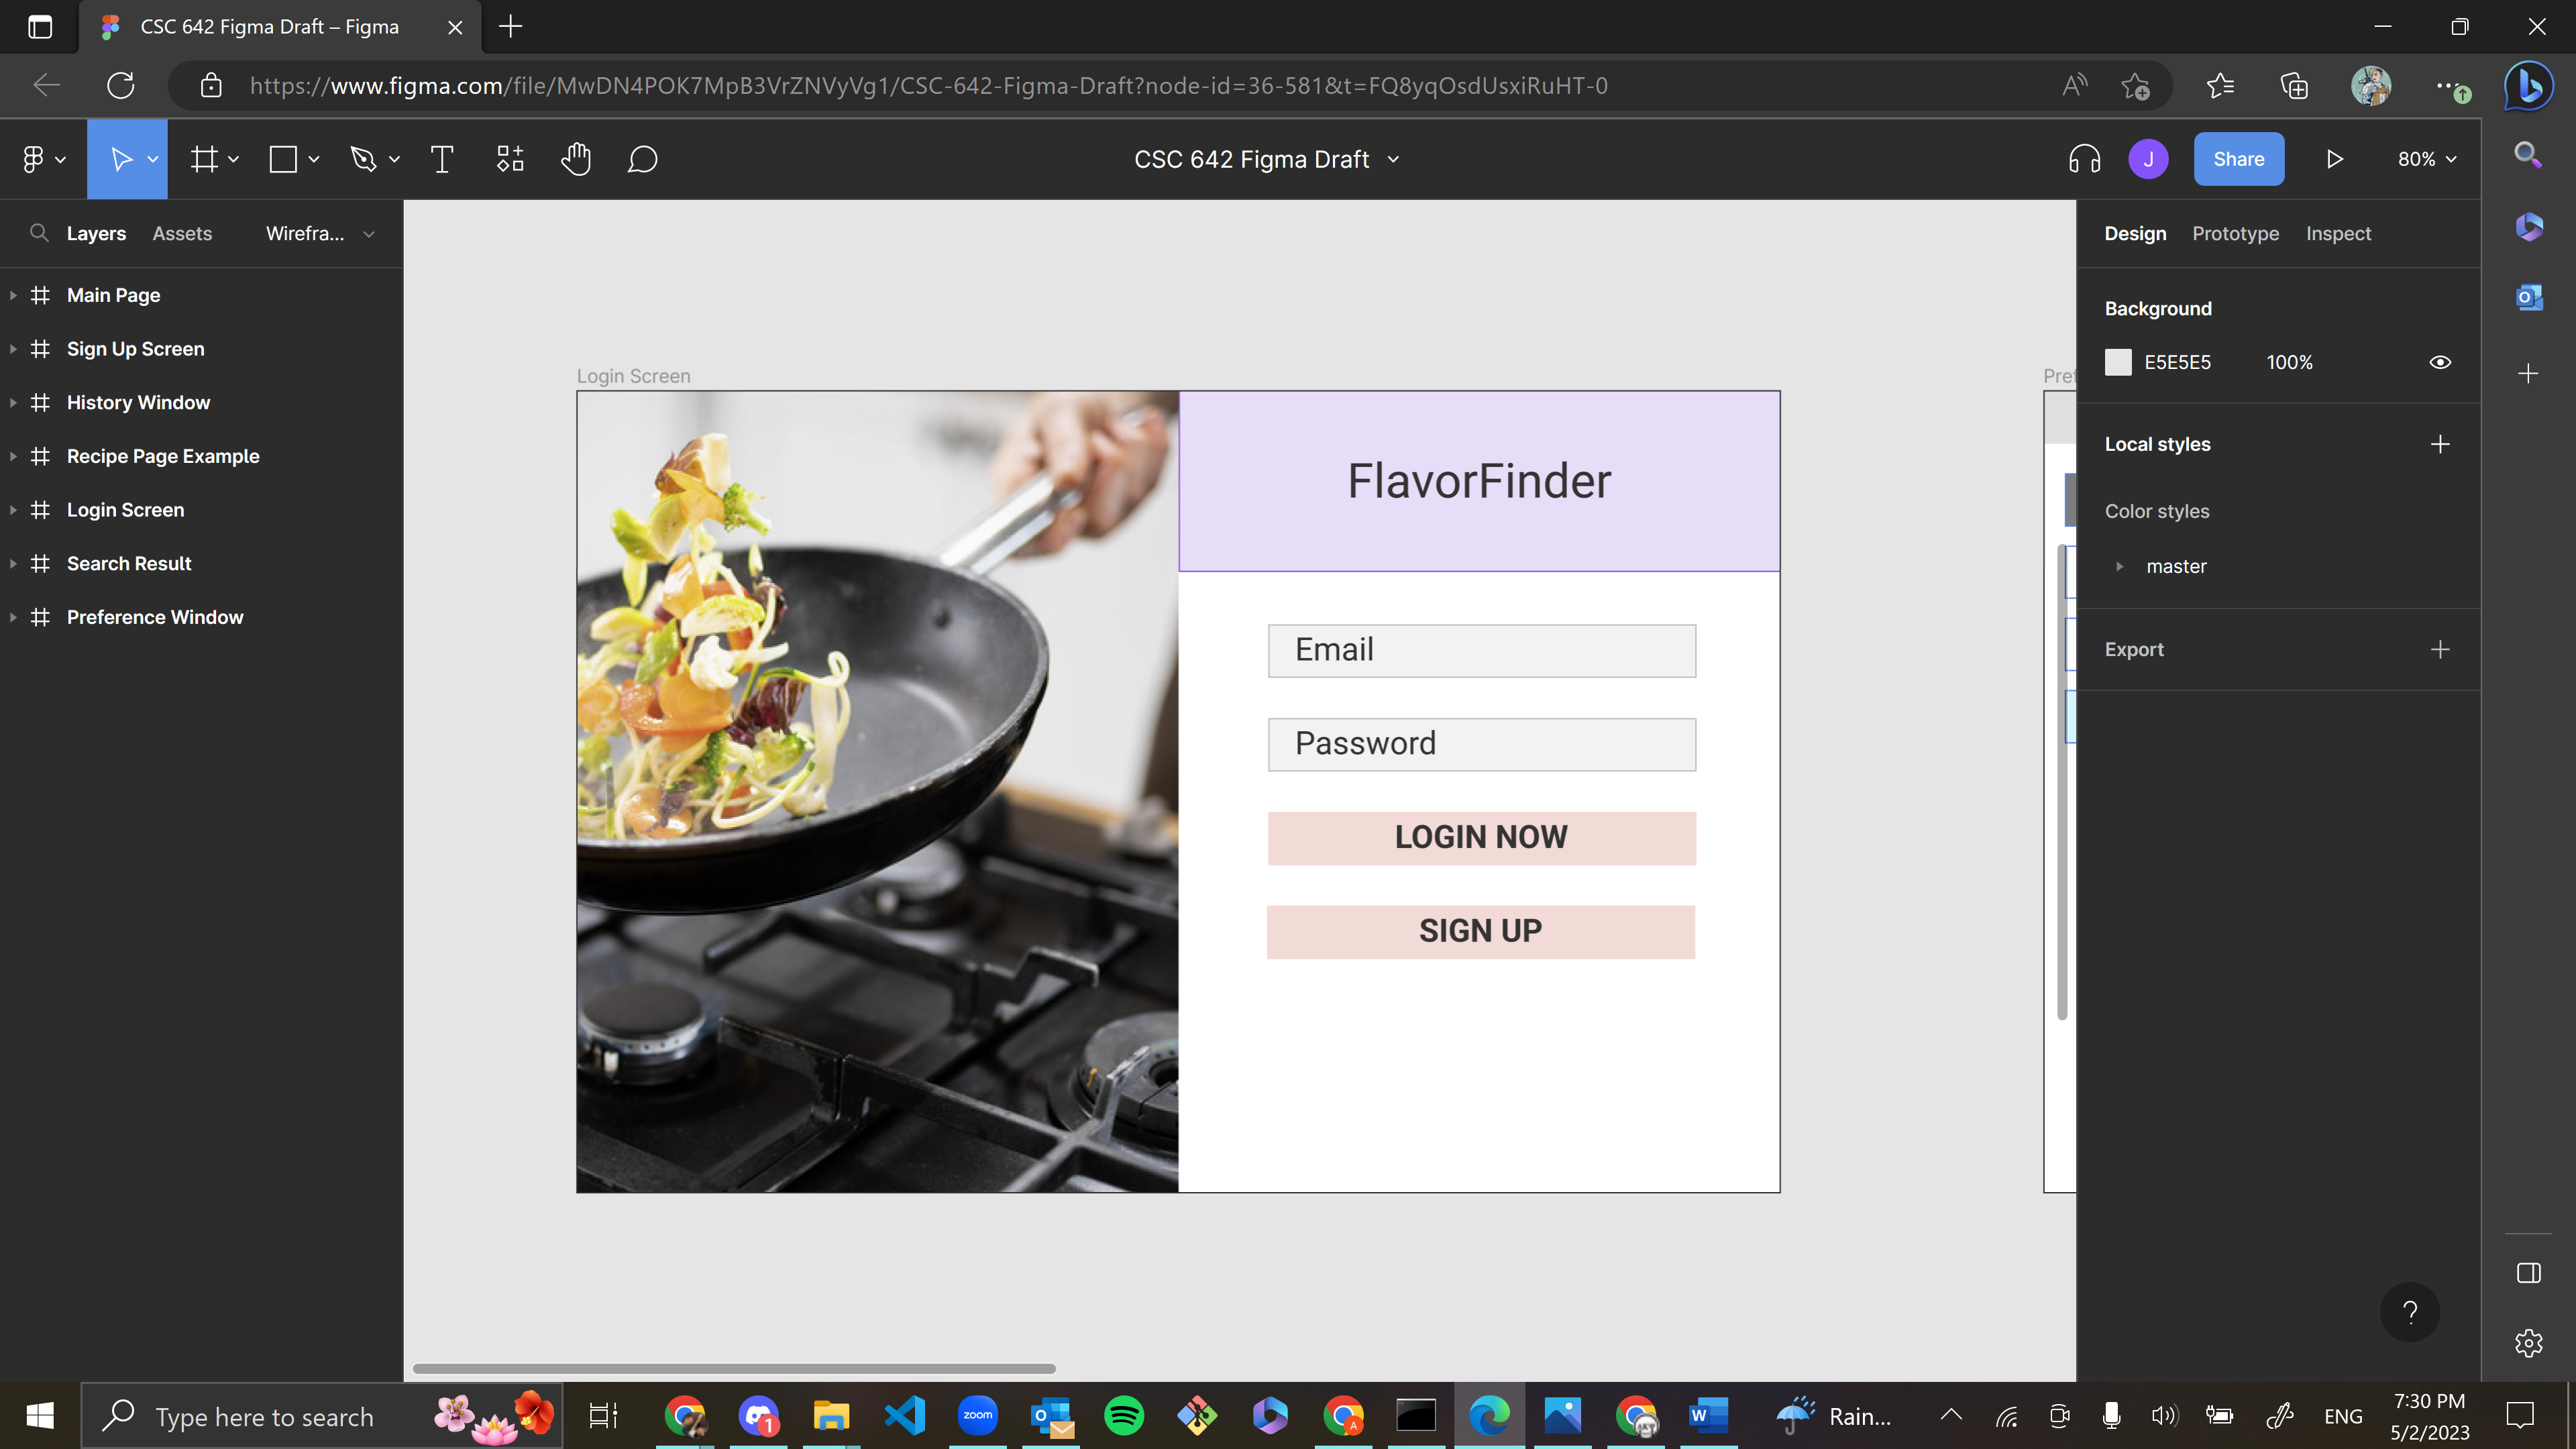 CSC 642 Figma Draft – Figma
https://www.figma.com/file/MwDN4POK7MpB3VrZNVyVg1/CSC-642-Figma-Draft?node-id=36-581&t=FQ8yqOsdUsxiRuHT-0
CSC 642 Figma Draft
J
Share
80%
Layers
Assets
Wirefra...
Design
Prototype
Inspect
Main Page
Sign Up Screen
History Window
Recipe Page Example
Login Screen
Search Result
Preference Window
Login Screen
FlavorFinder
Email
Password
LOGIN NOW
SIGN UP
Pref
Background
E5E5E5
100%
Local styles
Color styles
master
Export
?
Type here to search
1
zoom
A
Rain...
ENG
7:30 PM
5/2/2023